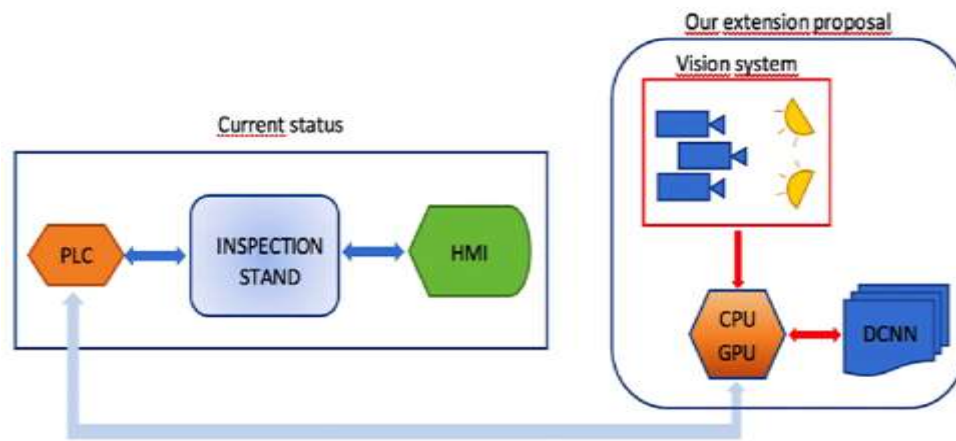 Our extension proposal
Vision system
Current status
PLC
INSPECTION
STAND
HMI
CPU
GPU
DCNN